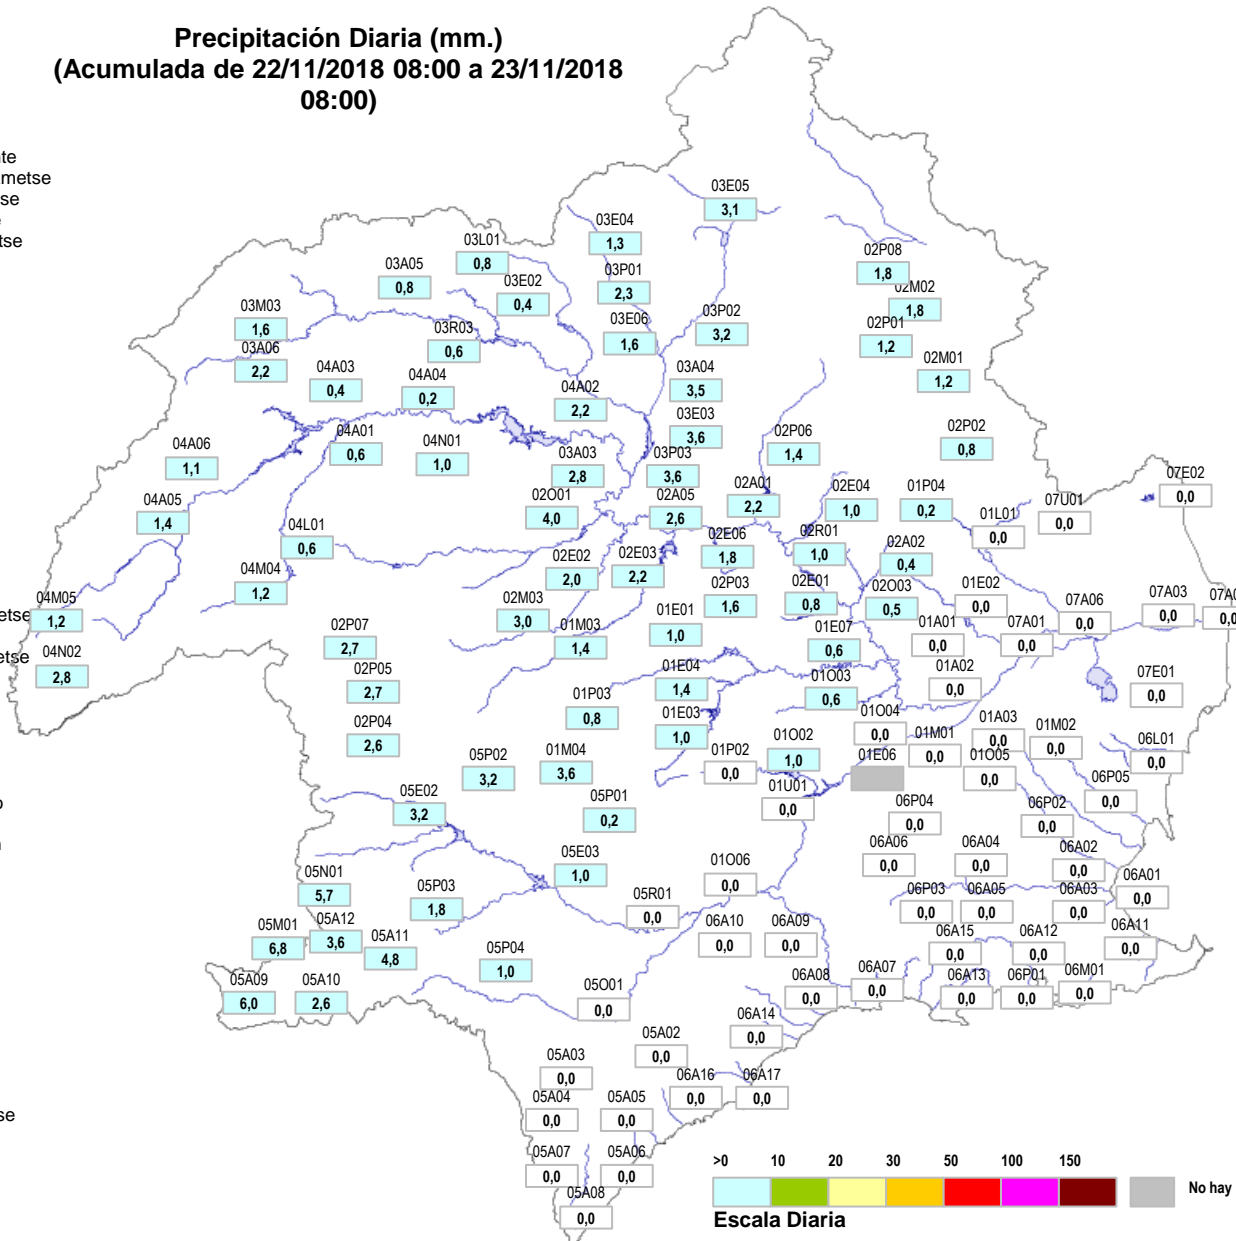 Precipitación Diaria (mm.)
(Acumulada de 22/11/2018 08:00 a 23/11/2018
08:00)
nte
metse
se
tse
03E05
3,1
03E04
1,3
03L01
0,8
03A05
0,8
03E02
0,4
03P01
2,3
02P08
1,8
02M02
1,8
03M03
1,6
03A06
2,2
03R03
0,6
03E06
1,6
03P02
3,2
02P01
1,2
02M01
1,2
04A03
0,4
04A04
0,2
04A02
2,2
03A04
3,5
03E03
3,6
04A06
1,1
04A01
0,6
04N01
1,0
03A03
2,8
03P03
3,6
02P06
1,4
02P02
0,8
07E02
0,0
04A05
1,4
02O01
4,0
02A05
2,6
02A01
2,2
02E04
1,0
01P04
0,2
01L01
0,0
07U01
0,0
04L01
0,6
02E06
1,8
02R01
1,0
02A02
0,4
04M04
1,2
02E02
2,0
02E03
2,2
02P03
1,6
02E01
0,8
02O03
0,5
01E02
0,0
07A06
0,0
07A03
0,0
07A0
0,0
04M05
1,2
etse
02M03
3,0
01M03
1,4
01E01
1,0
01E07
0,6
01A01
0,0
07A01
0,0
04N02
2,8
etse
02P07
2,7
02P05
2,7
01E04
1,4
01O03
0,6
01A02
0,0
07E01
0,0
02P04
2,6
01P03
0,8
01E03
1,0
01O04
0,0
01M01
0,0
01A03
0,0
01M02
0,0
06L01
0,0
05P02
3,2
01M04
3,6
01P02
0,0
01O02
1,0
01E06
01O05
0,0
06P05
0,0
05E02
3,2
05P01
0,2
01U01
0,0
06P04
0,0
06P02
0,0
05E03
1,0
01O06
0,0
06A06
0,0
06A04
0,0
06A02
0,0
06A01
0,0
05N01
5,7
05P03
1,8
05R01
0,0
06P03
0,0
06A05
0,0
06A03
0,0
05M01
6,8
05A12
3,6
05A11
4,8
06A10
0,0
06A09
0,0
06A15
0,0
06A12
0,0
06A11
0,0
05A09
6,0
05A10
2,6
05P04
1,0
05O01
0,0
06A08
0,0
06A07
0,0
06A13
0,0
06P01
0,0
06M01
0,0
05A02
0,0
06A14
0,0
05A03
0,0
06A16
0,0
06A17
0,0
05A04
0,0
05A05
0,0
se
05A07
0,0
05A06
0,0
05A08
0,0
>0 10 20 30 50 100 150
No hay
Escala Diaria